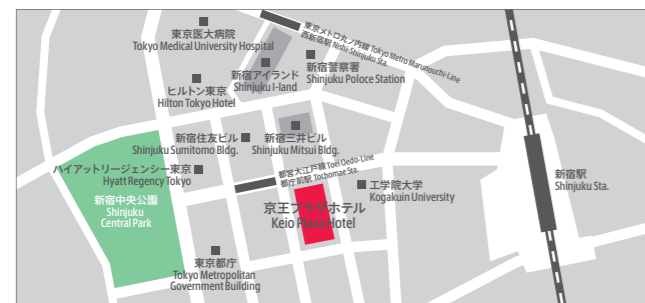 東京医大病院
Tokyo Medical University Hospital
東京メトロ丸ノ内線 Tokyo Metro Marunouchi-Line
西新宿駅 Nishi-Shinjuku Sta.
新宿アイランド
Shinjuku I-land
新宿警察署
Shinjuku Poloce Station
ヒルトン東京
Hilton Tokyo Hotel
新宿住友ビル
Shinjuku Sumitomo Bldg.
新宿三井ビル
Shinjuku Mitsui Bldg.
ハイアットリージェンシー東京
Hyatt Regency Tokyo
都営大江戸線 Toei Oedo-Line
都庁前駅 Tochomae Sta.
工学院大学
Kogakuin University
新宿駅
Shinjuku Sta.
新宿中央公園
Shinjuku
Central Park
京王プラザホテル
Keio Plaza Hotel
東京都庁
Tokyo Metropolitan
Government Building